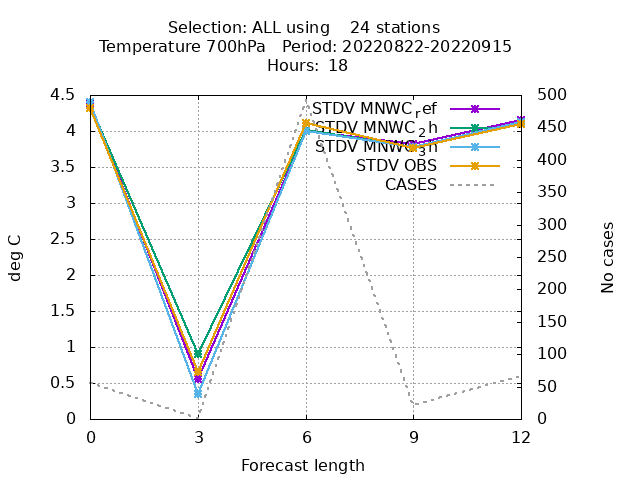 Selection: ALL using 24 stations
Temperature 700hPa Period: 20220822-20220915
Hours: 18
STDV MNWC_ref
STDV MNWC_2h
STDV MNWC_3h
STDV OBS
CASES
deg C
No cases
4.5
4
3.5
3
2.5
2
1.5
1
0.5
0
500
450
400
350
300
250
200
150
100
50
0
0 3 6 9 12
Forecast length